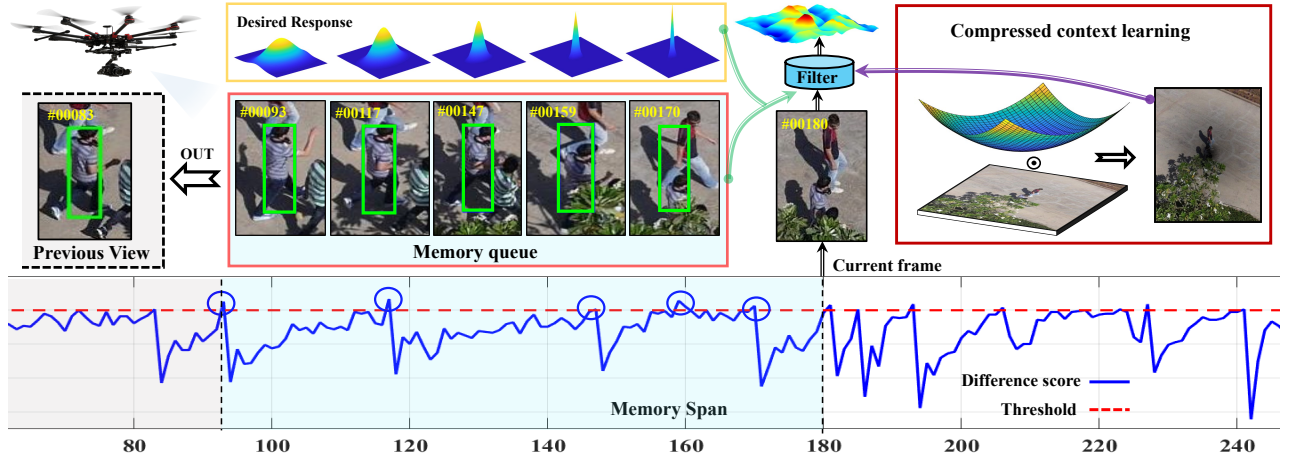 Desired Response
Compressed context learning
Filter
#00083
#00093
#00117
#00147
#00159
#00170
#00180
OUT
Previous View
Memory queue
Current frame
Difference score
Threshold
Memory Span
80
100
120
140
160
180
200
220
240